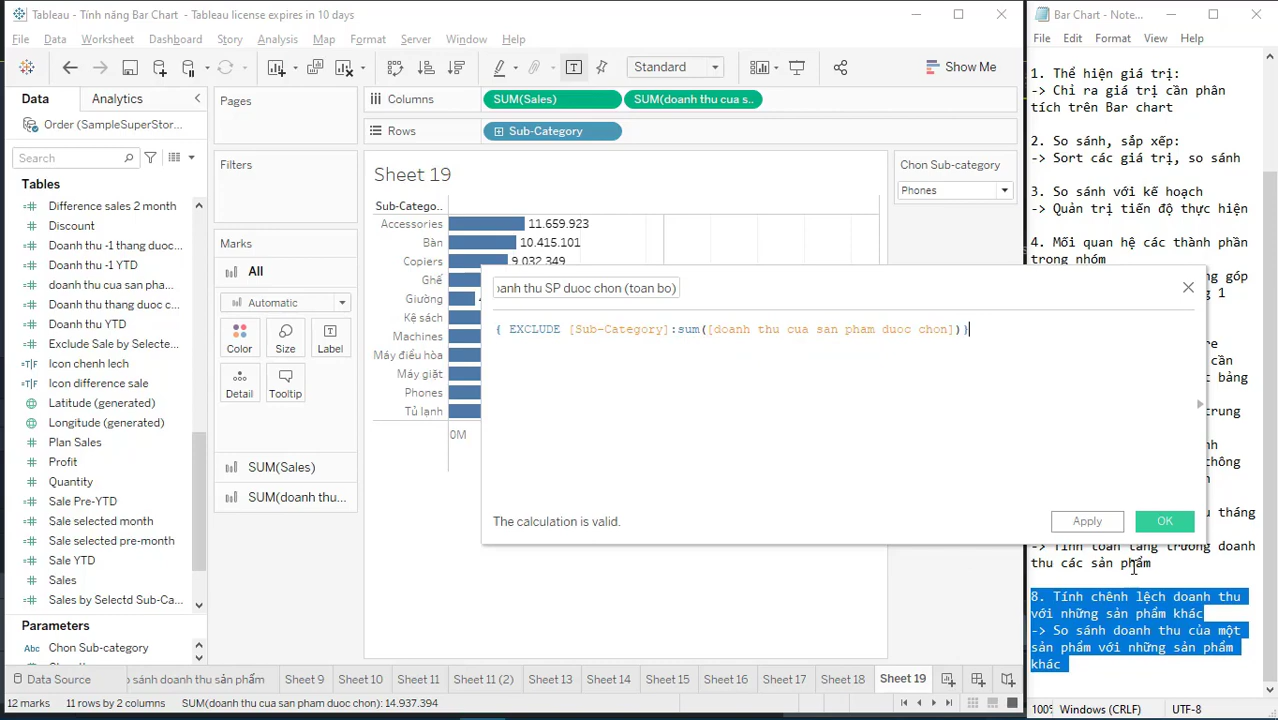 Tableau - Tính năng Bar Chart - Tableau license expires in 10 days
File Data Worksheet Dashboard Story Analysis Map Format Server Window Help
Standard
Show Me
Data
Analytics
Order (SampleSuperStor...
Search
Tables
Difference sales 2 month
Discount
Doanh thu -1 thang duoc...
Doanh thu -1 YTD
doanh thu cua san pha...
Doanh thu thang duoc c...
Doanh thu YTD
Exclude Sale by Selecte...
Icon chenh lech
Icon difference sale
Latitude (generated)
Longitude (generated)
Plan Sales
Profit
Quantity
Sale Pre-YTD
Sale selected month
Sale selected pre-month
Sale YTD
Sales
Sales by Selectd Sub-Ca...
Parameters
Chon Sub-category
Pages
Filters
Marks
All
Automatic
Color
Size
Label
Detail
Tooltip
SUM(Sales)
SUM(doanh thu...
Columns
SUM(Sales)
SUM(doanh thu cua s..
Rows
Sub-Category
Sheet 19
Sub-Catego..
Accessories
11.659.923
Bàn
10.415.101
Copiers
9.032.349
Ghế
Giường
Kệ sách
Machines
Máy điều hòa
Máy giặt
Phones
Tủ lạnh
0M
Chon Sub-category
Phones
oanh thu SP duoc chon (toan bo)
{ EXCLUDE [Sub-Category]:sum([doanh thu cua san pham duoc chon])}
The calculation is valid.
Apply
OK
Data Source
sánh doanh thu sản phẩm
Sheet 9
Sheet 10
Sheet 11
Sheet 11 (2)
Sheet 13
Sheet 14
Sheet 15
Sheet 16
Sheet 17
Sheet 18
Sheet 19
12 marks
11 rows by 2 columns
SUM(doanh thu cua san pham duoc chon): 14.937.394
Bar Chart - Note...
File Edit Format View Help
1. Thể hiện giá trị:
-> Chỉ ra giá trị cần phân
tích trên Bar chart
2. So sánh, sắp xếp:
-> Sort các giá trị, so sánh
3. So sánh với kế hoạch
-> Quản trị tiến độ thực hiện
4. Mối quan hệ các thành phần
trong nhóm
g góp
1
re
cần
t bảng
trung
nh
thông
n
u tháng
-> Tính toán tăng trưởng doanh
thu các sản phẩm
8. Tính chênh lệch doanh thu
với những sản phẩm khác
-> So sánh doanh thu của một
sản phẩm với những sản phẩm
khác
100%
Windows (CRLF)
UTF-8